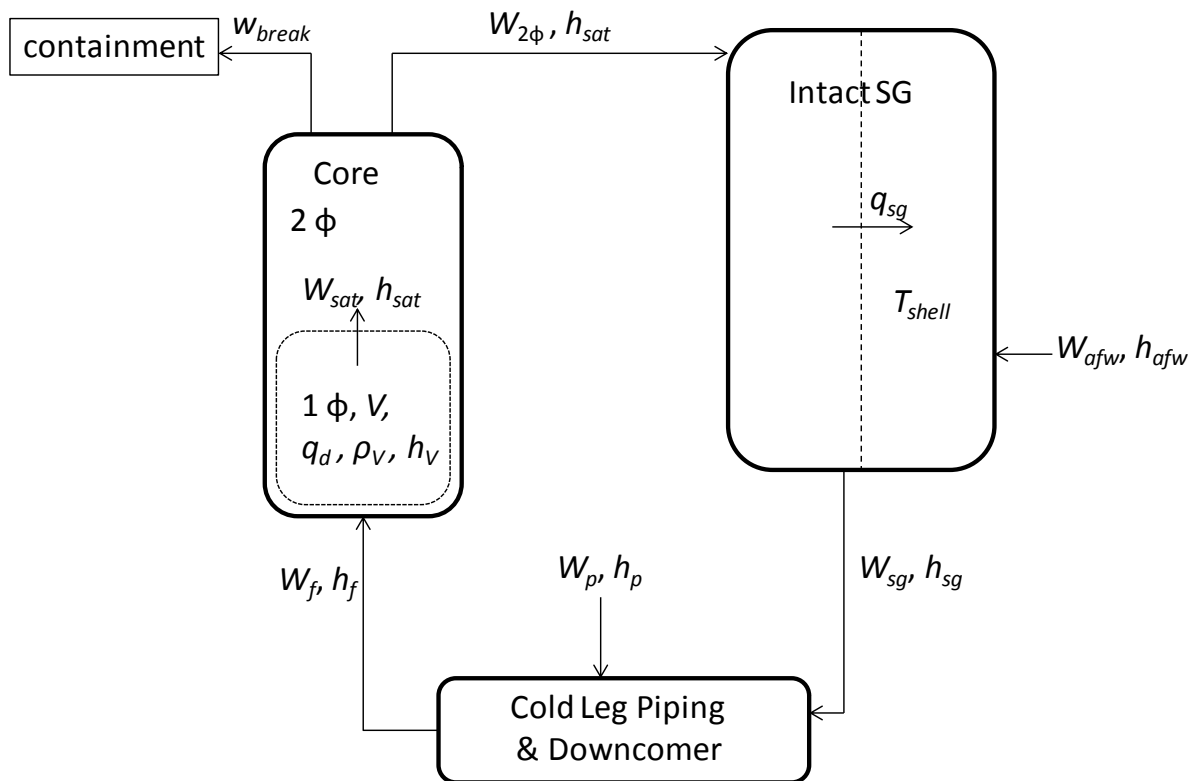 containment
w_break
W_2ϕ, h_sat
Intact SG
Core
2 ϕ
q_sg
W_sat, h_sat
T_shell
W_afw, h_afw
1 ϕ, V,
q_d, ρ_V, h_V
W_f, h_f
W_p, h_p
W_sg, h_sg
Cold Leg Piping
& Downcomer